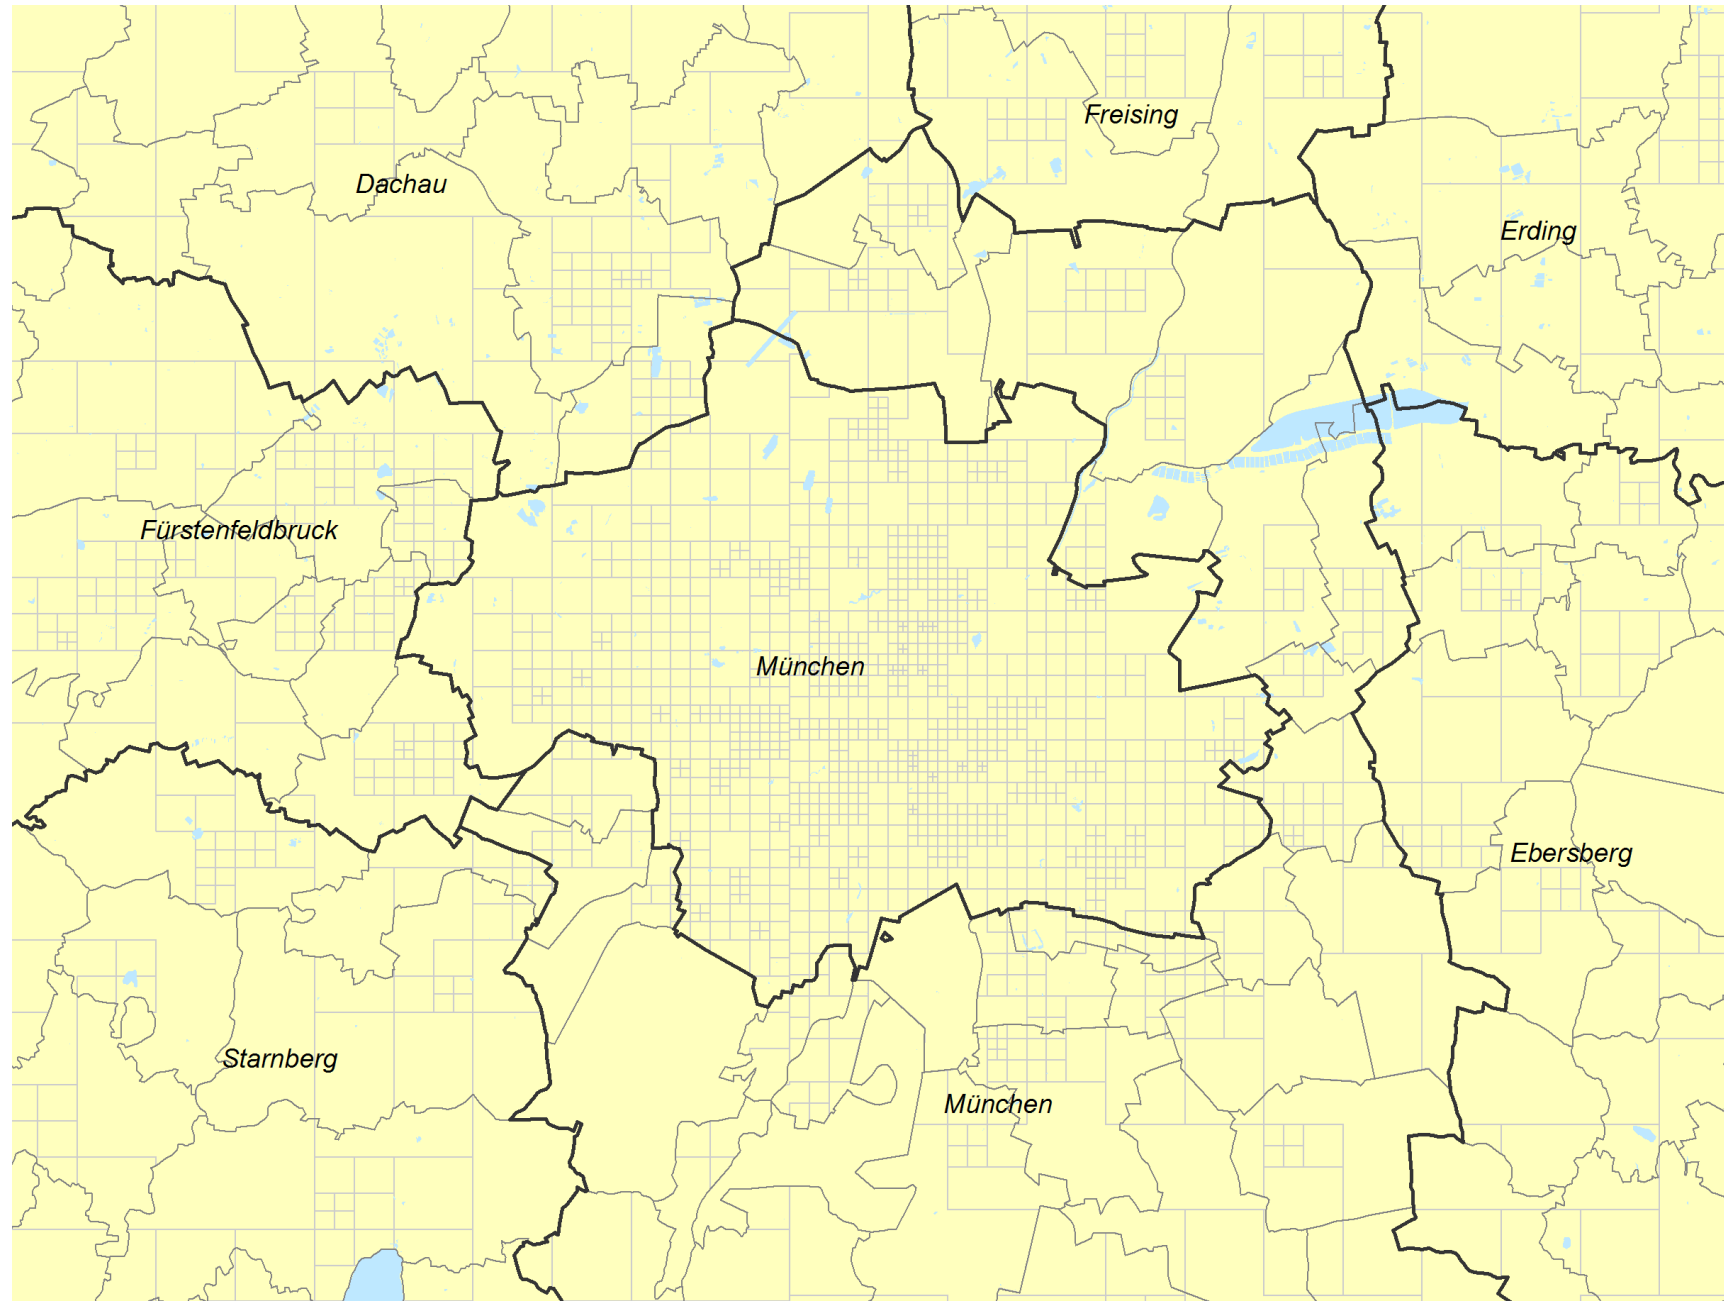 Freising
Dachau
Erding
Fürstenfeldbruck
München
Ebersberg
Starnberg
München